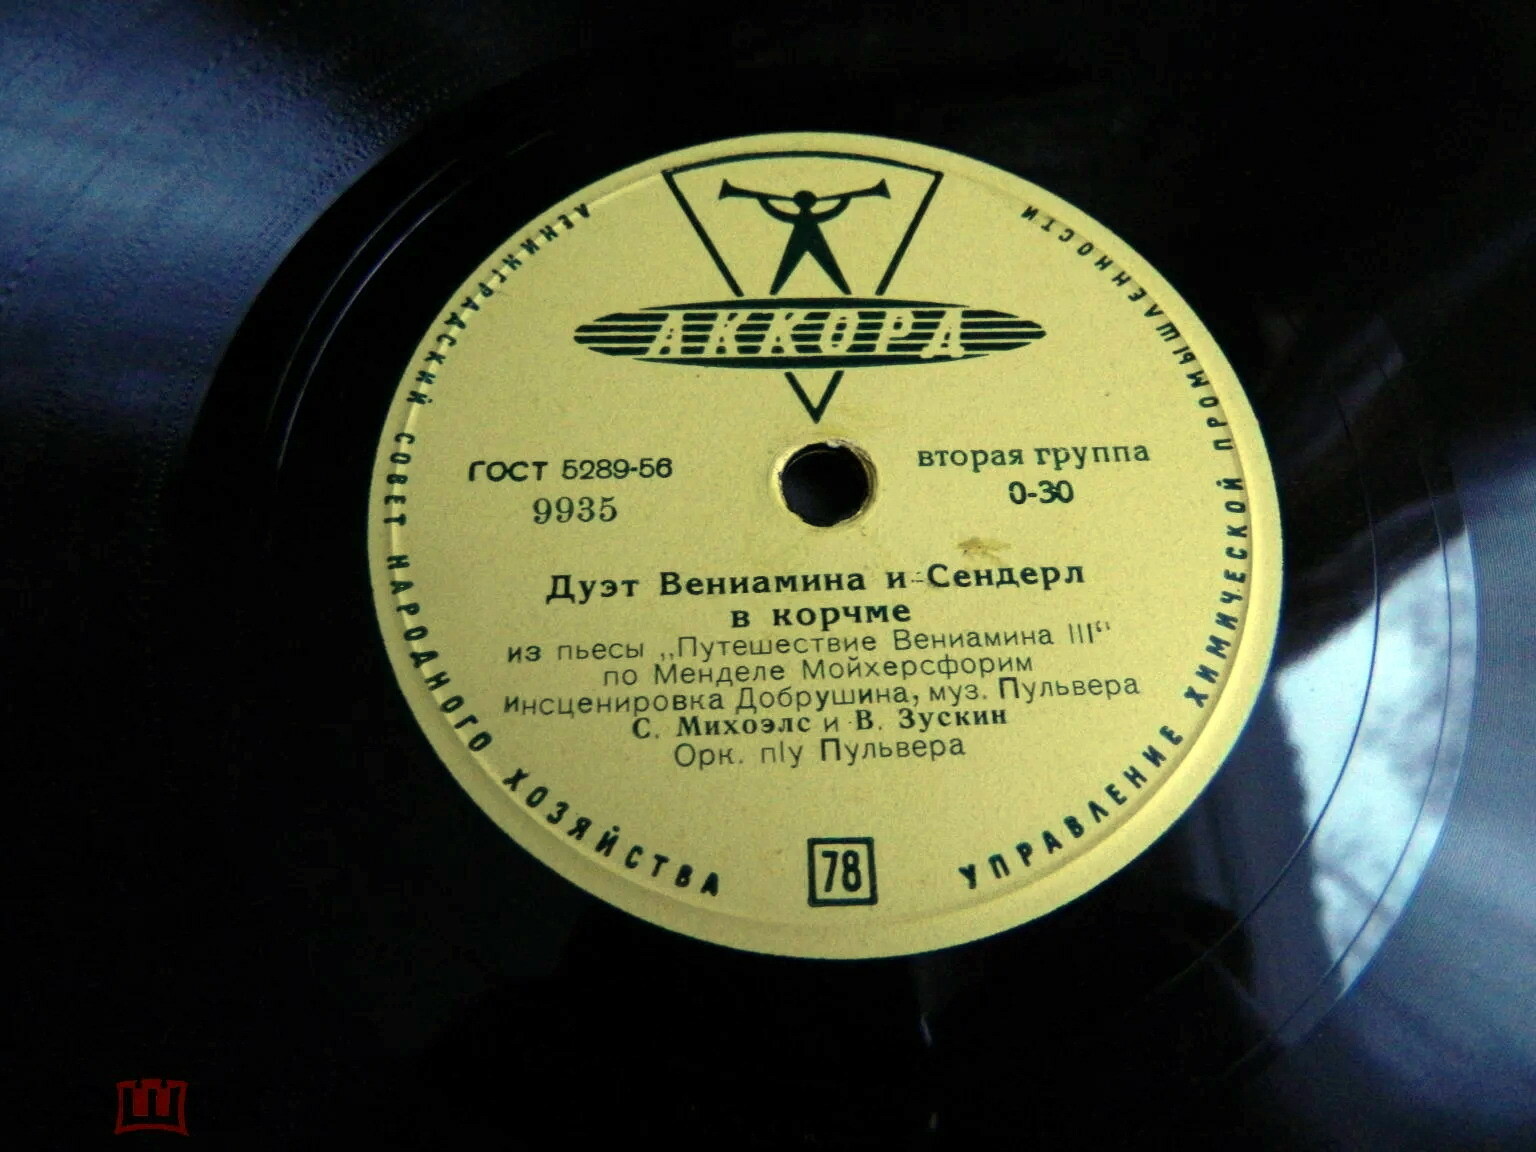 ЛЕНИНГРАДСКИЙ СОВЕТ НАРОДНОГО ХОЗЯЙСТВА
УПРАВЛЕНИЕ ХИМИЧЕСКОЙ ПРОМЫШЛЕННОСТИ
АККОРД
ГОСТ 5289-56
9935
вторая группа
0-30
Дуэт Вениамина и Сендерл
в корчме
из пьесы „Путешествие Вениамина III“
по Менделе Мойхерсфорим
инсценировка Добрушина, муз. Пульвера
С. Михоэлс и В. Зускин
Орк. п/у Пульвера
78